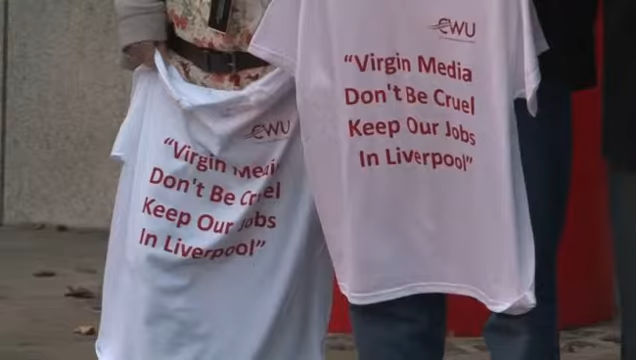 CWU
"Virgin Media
Don't Be Cruel
Keep Our Jobs
In Liverpool"
CWU
"Virgin Media
Don't Be Cruel
Keep Our Jobs
In Liverpool"